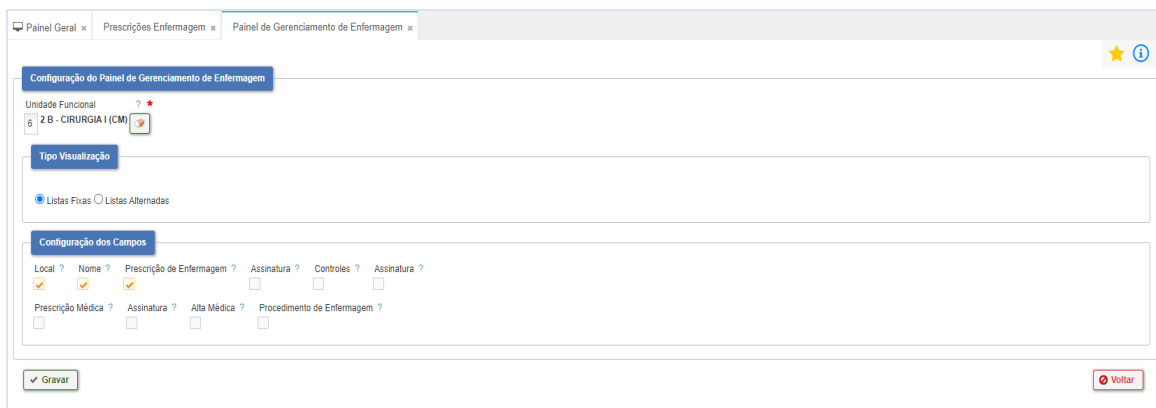 Painel Geral × Prescrições Enfermagem × Painel de Gerenciamento de Enfermagem ×
Configuração do Painel de Gerenciamento de Enfermagem
Unidade Funcional ? *
6 2 B - CIRURGIA I (CM)
Tipo Visualização
Listas Fixas Listas Alternadas
Configuração dos Campos
Local ? Nome ? Prescrição de Enfermagem ? Assinatura ? Controles ? Assinatura ?
Prescrição Médica ? Assinatura ? Alta Médica ? Procedimento de Enfermagem ?
Gravar Voltar